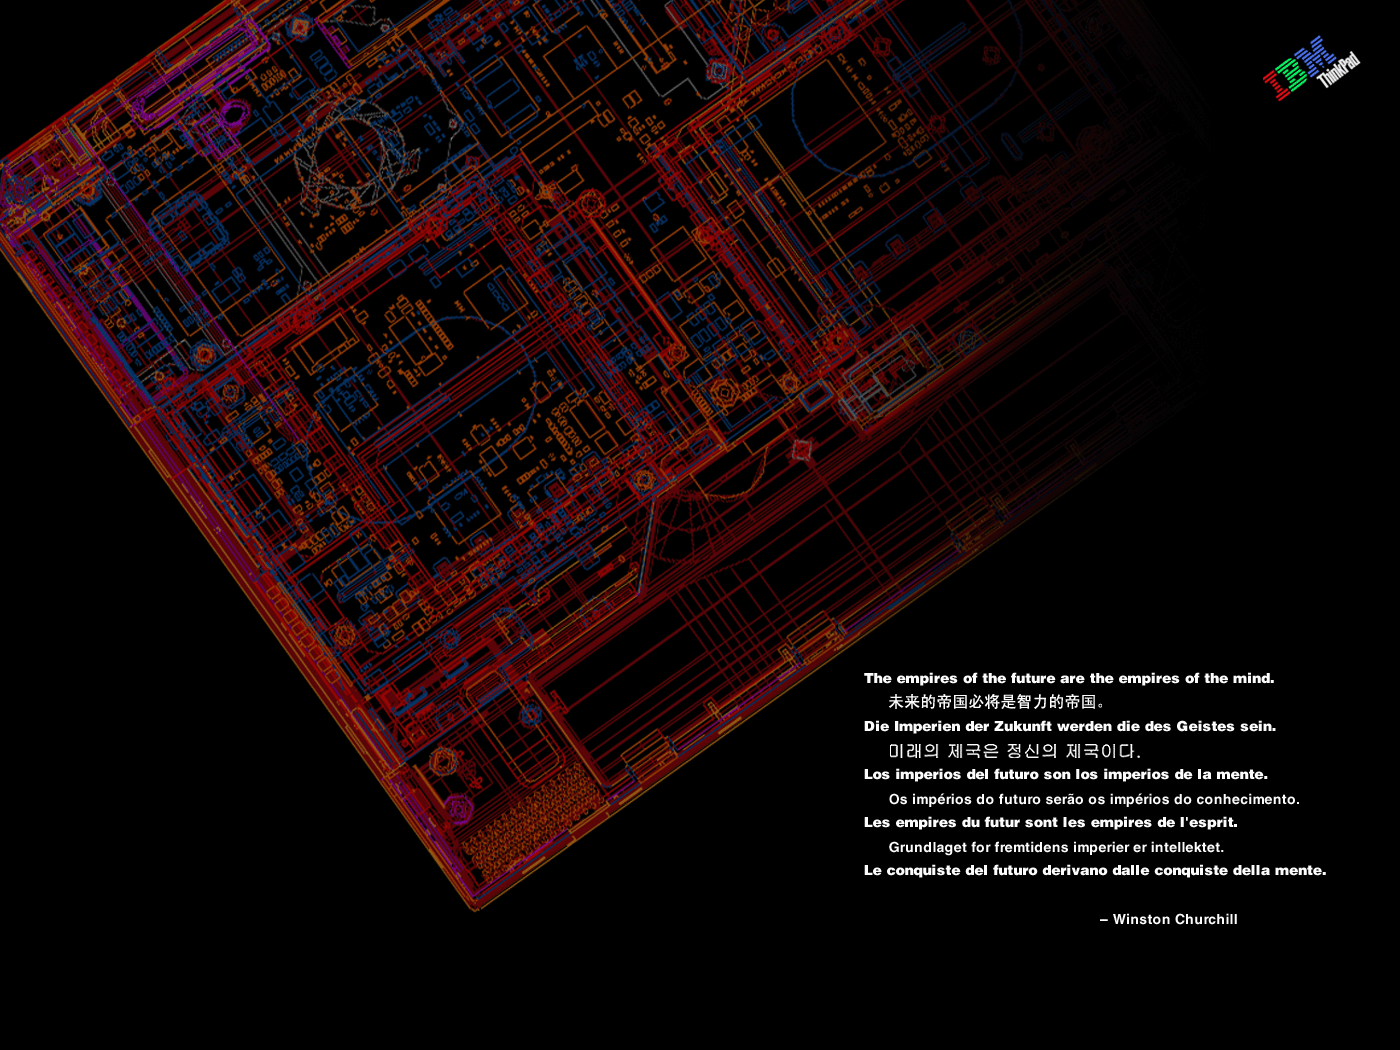 IBM
ThinkPad
The empires of the future are the empires of the mind.
未来的帝国必将是智力的帝国。
Die Imperien der Zukunft werden die des Geistes sein.
미래의 제국은 정신의 제국이다.
Los imperios del futuro son los imperios de la mente.
Os impérios do futuro serão os impérios do conhecimento.
Les empires du futur sont les empires de l'esprit.
Grundlaget for fremtidens imperier er intellektet.
Le conquiste del futuro derivano dalle conquiste della mente.
– Winston Churchill